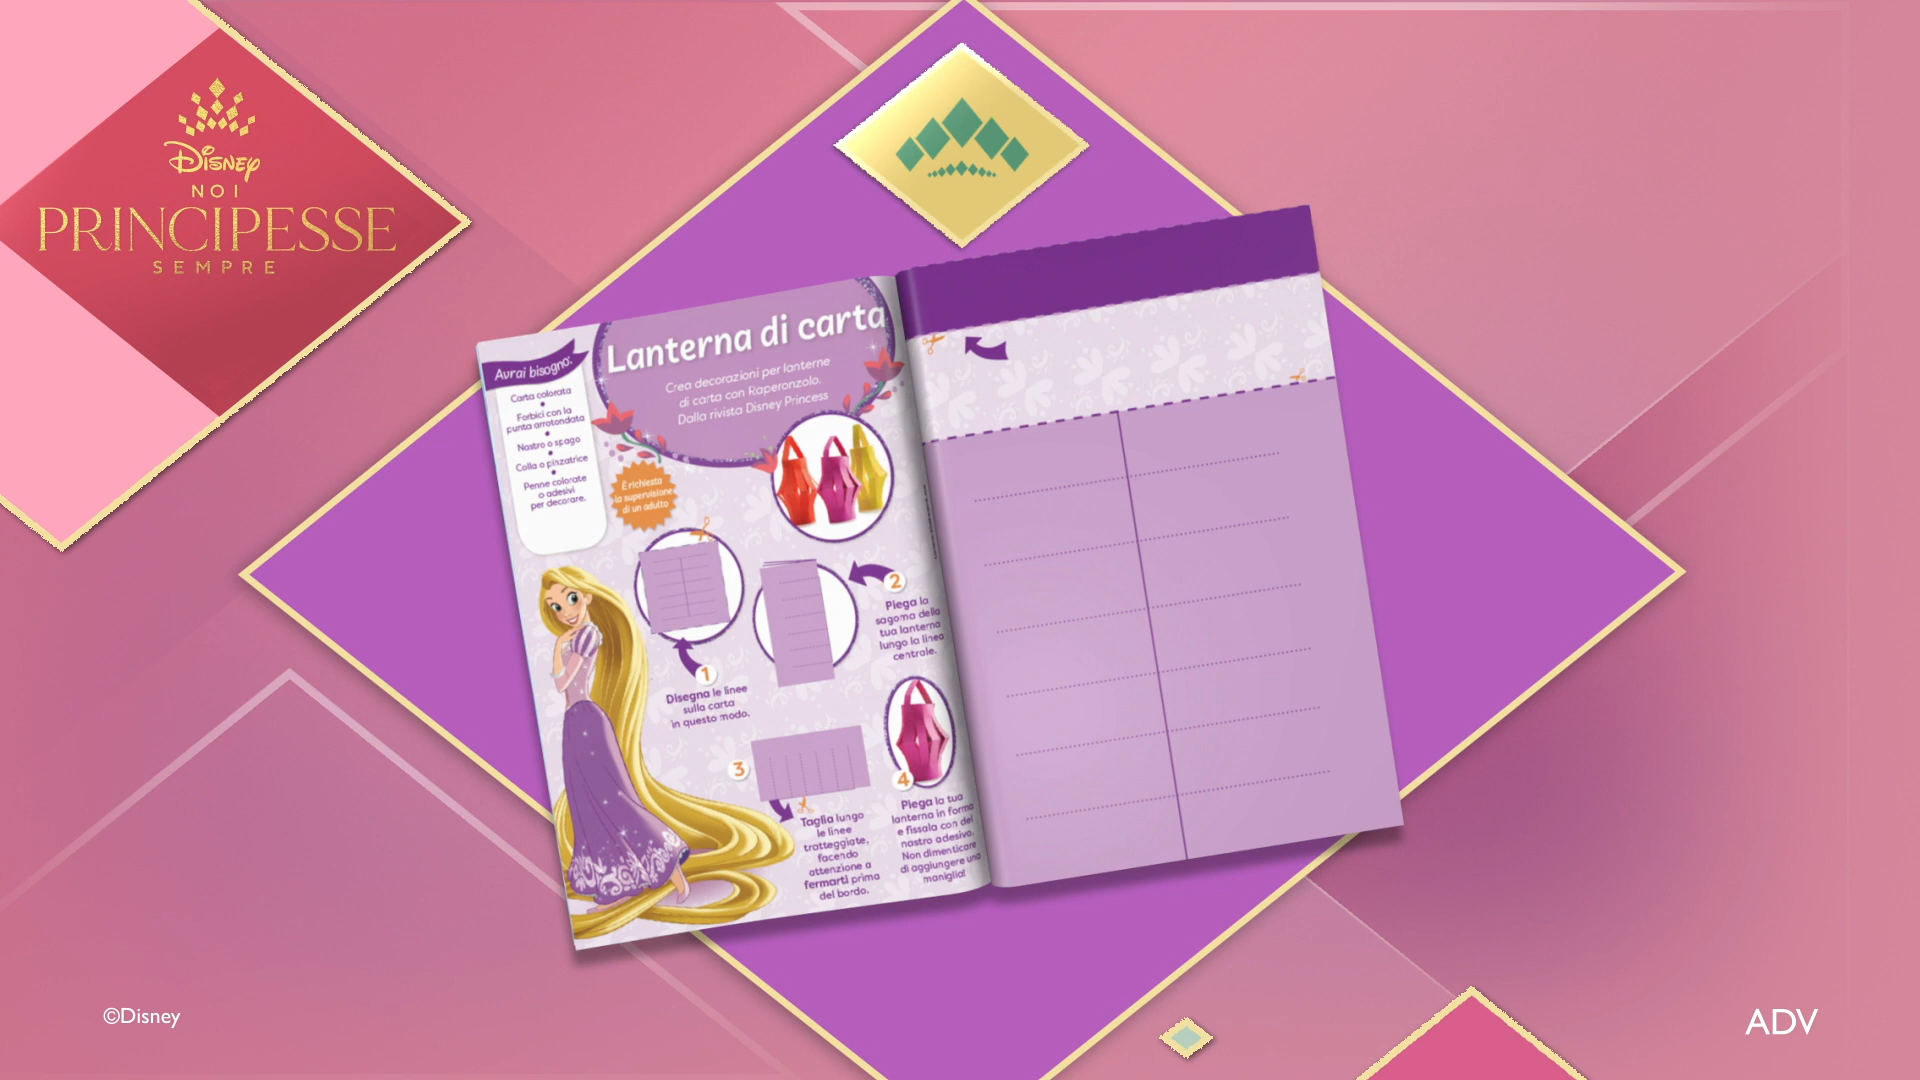 Disney
NOI
PRINCIPESSE
SEMPRE
Lanterna di carta
Crea decorazioni per lanterne
di carta con Raperonzolo.
Dalla rivista Disney Princess
Avrai bisogno:
Carta colorata
Forbici con la
punta arrotondata
Nastro o spago
Colla o pinzatrice
Penne colorate
o adesivi
per decorare.
È richiesta
la supervisione
di un adulto
1
Disegna le linee
sulla carta
in questo modo.
2
Piega la
sagoma della
tua lanterna
lungo la linea
centrale.
3
Taglia lungo
le linee
tratteggiate,
facendo
attenzione a
fermarti prima
del bordo.
4
Piega la tua
lanterna in forma
e fissala con del
nastro adesivo.
Non dimenticare
di aggiungere una
maniglia!
©Disney
ADV